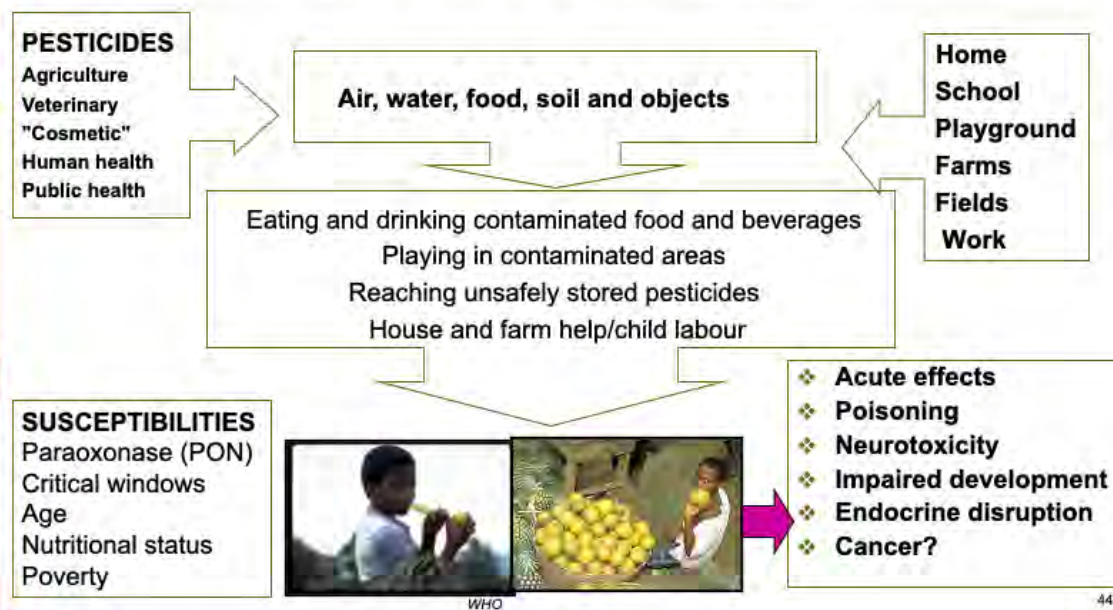 PESTICIDES
Agriculture
Veterinary
"Cosmetic"
Human health
Public health
Air, water, food, soil and objects
Home
School
Playground
Farms
Fields
Work
Eating and drinking contaminated food and beverages
Playing in contaminated areas
Reaching unsafely stored pesticides
House and farm help/child labour
SUSCEPTIBILITIES
Paraoxonase (PON)
Critical windows
Age
Nutritional status
Poverty
WHO
❖ Acute effects
❖ Poisoning
❖ Neurotoxicity
❖ Impaired development
❖ Endocrine disruption
❖ Cancer?
44